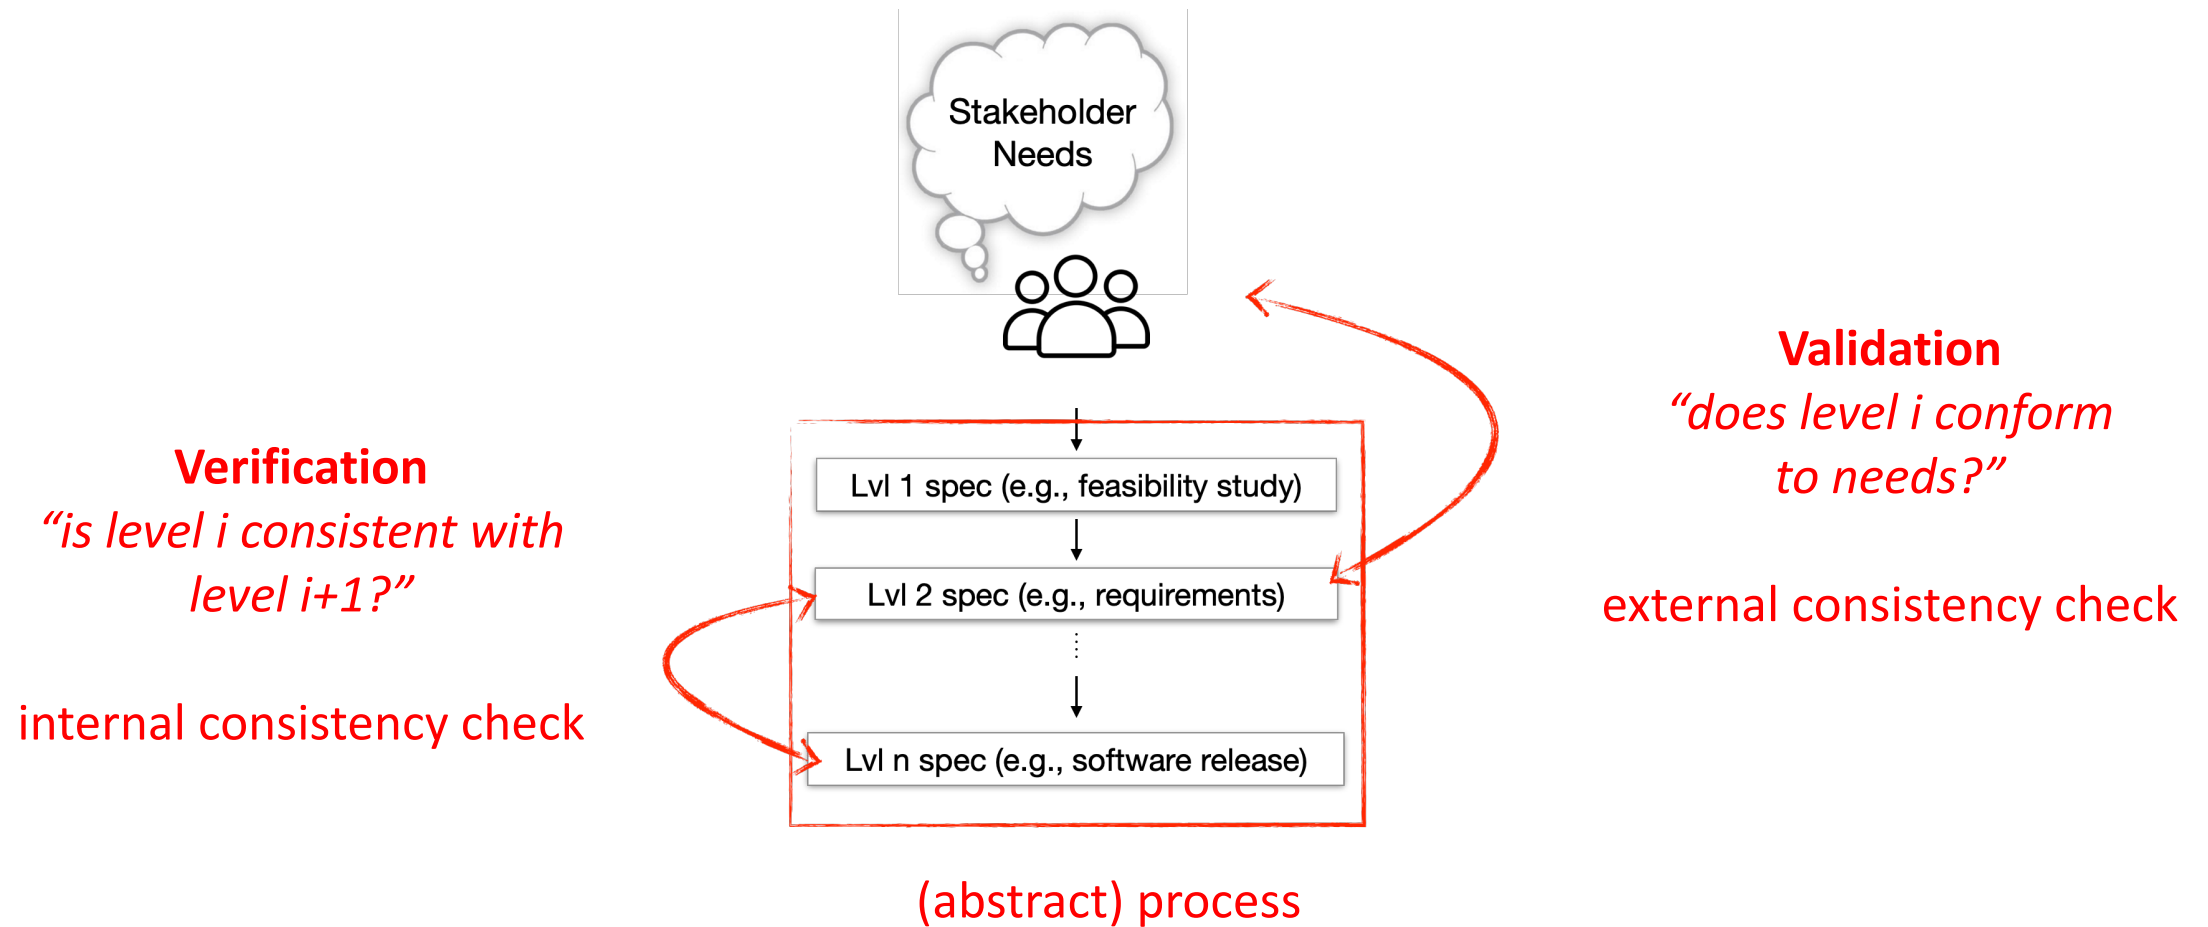 Stakeholder
Needs
Validation
“does level i conform
to needs?”
external consistency check
Verification
“is level i consistent with
level i+1?”
internal consistency check
Lvl 1 spec (e.g., feasibility study)
Lvl 2 spec (e.g., requirements)
Lvl n spec (e.g., software release)
(abstract) process